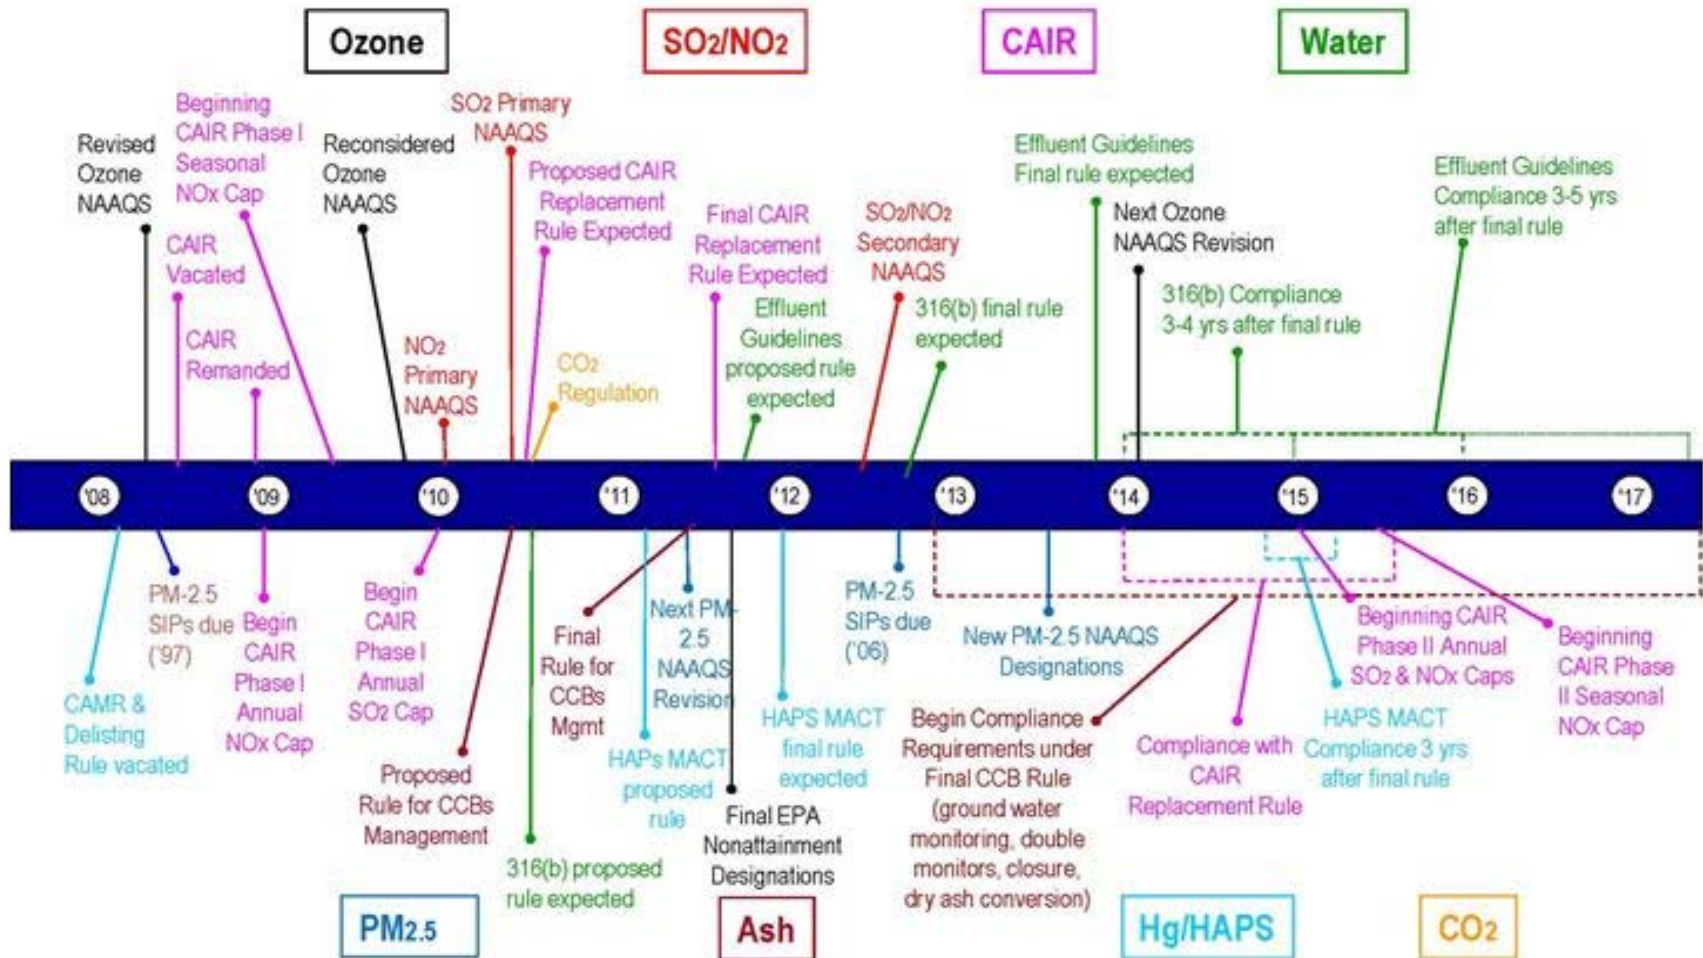 Ozone
SO2/NO2
CAIR
Water
Beginning
CAIR Phase I
Seasonal
NOx Cap
SO2 Primary
NAAQS
Revised
Ozone
NAAQS
Reconsidered
Ozone
NAAQS
Proposed CAIR
Replacement
Rule Expected
Effluent Guidelines
Final rule expected
Effluent Guidelines
Compliance 3-5 yrs
after final rule
CAIR
Vacated
Final CAIR
Replacement
Rule Expected
SO2/NO2
Secondary
NAAQS
Next Ozone
NAAQS Revision
CAIR
Remanded
NO2
Primary
NAAQS
CO2
Regulation
Effluent
Guidelines
proposed rule
expected
316(b) final rule
expected
316(b) Compliance
3-4 yrs after final rule
'08
'09
'10
'11
'12
'13
'14
'15
'16
'17
PM-2.5
SIPs due
('97)
Begin
CAIR
Phase I
Annual
NOx Cap
Begin
CAIR
Phase I
Annual
SO2 Cap
Final
Rule for
CCBs
Mgmt
Next PM-
2.5
NAAQS
Revision
PM-2.5
SIPs due
('06)
New PM-2.5 NAAQS
Designations
Beginning CAIR
Phase II Annual
SO2 & NOx Caps
Beginning
CAIR Phase
II Seasonal
NOx Cap
CAMR &
Delisting
Rule vacated
Proposed
Rule for CCBs
Management
HAPs MACT
proposed
rule
HAPS MACT
final rule
expected
Begin Compliance
Requirements under
Final CCB Rule
(ground water
monitoring, double
monitors, closure,
dry ash conversion)
Compliance with
CAIR
Replacement Rule
HAPS MACT
Compliance 3 yrs
after final rule
316(b) proposed
rule expected
Final EPA
Nonattainment
Designations
PM2.5
Ash
Hg/HAPS
CO2